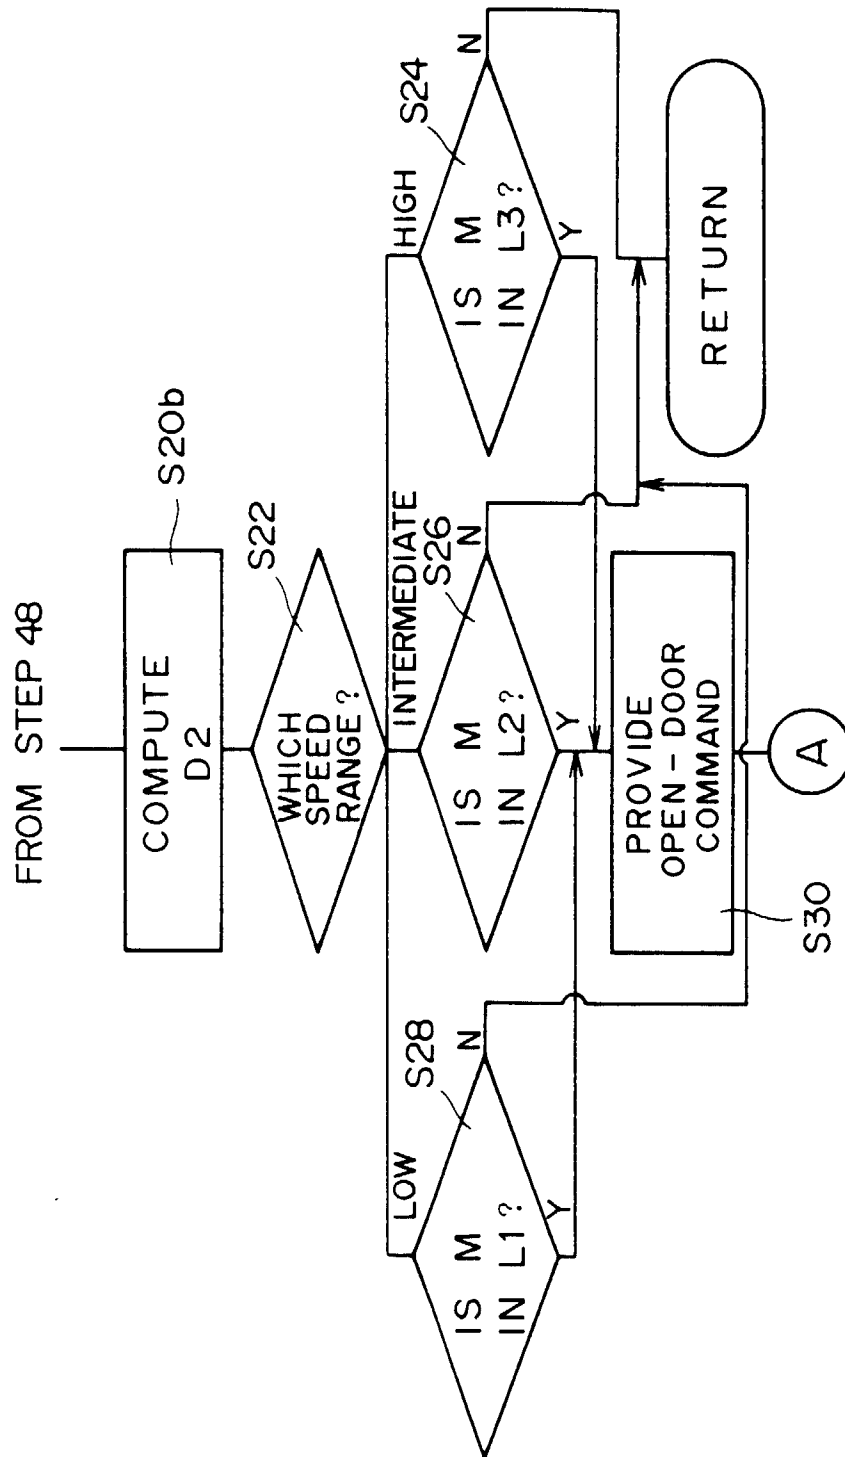 FROM STEP 48
COMPUTE
D2
S20b
WHICH
SPEED
RANGE?
S22
LOW
INTERMEDIATE
HIGH
IS M
IN L1?
S28
N
Y
IS M
IN L2?
S26
N
Y
IS M
IN L3?
S24
N
Y
PROVIDE
OPEN-DOOR
COMMAND
S30
RETURN
A